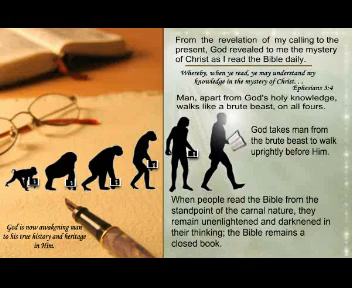 From the revelation of my calling to the
present, God revealed to me the mystery
of Christ as I read the Bible daily.
Whereby, when ye read, ye may understand my
knowledge in the mystery of Christ. . .
Ephesians 3:4
Man, apart from God's holy knowledge,
walks like a brute beast, on all fours.
God takes man from
the brute beast to walk
uprightly before Him.
When people read the Bible from the
standpoint of the carnal nature, they
remain unenlightened and darknened in
their thinking; the Bible remains a
closed book.
God is now awakening man
to his true history and heritage
in Him.